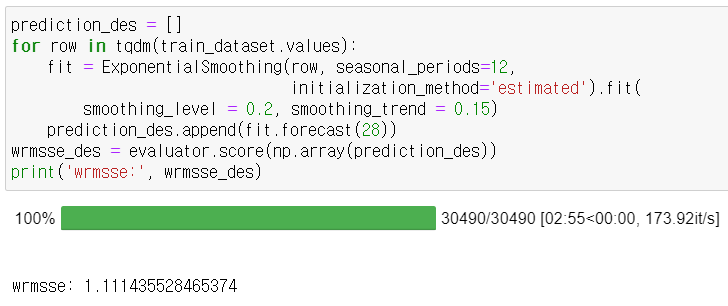 prediction_des = []
for row in tqdm(train_dataset.values):
    fit = ExponentialSmoothing(row, seasonal_periods=12,
                               initialization_method='estimated').fit(
        smoothing_level = 0.2, smoothing_trend = 0.15)
    prediction_des.append(fit.forecast(28))
wrmsse_des = evaluator.score(np.array(prediction_des))
print('wrmsse:', wrmsse_des)
100% 30490/30490 [02:55<00:00, 173.92it/s]
wrmsse: 1.111435528465374